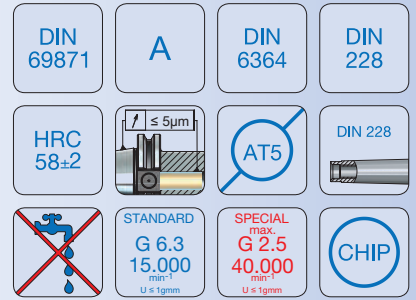 DIN
69871
A
DIN
6364
DIN
228
HRC
58±2
↗ ≤ 5µm
AT5
DIN 228
STANDARD
G 6.3
15.000
min⁻¹
U ≤ 1gmm
SPECIAL
max.
G 2.5
40.000
min⁻¹
U ≤ 1gmm
CHIP